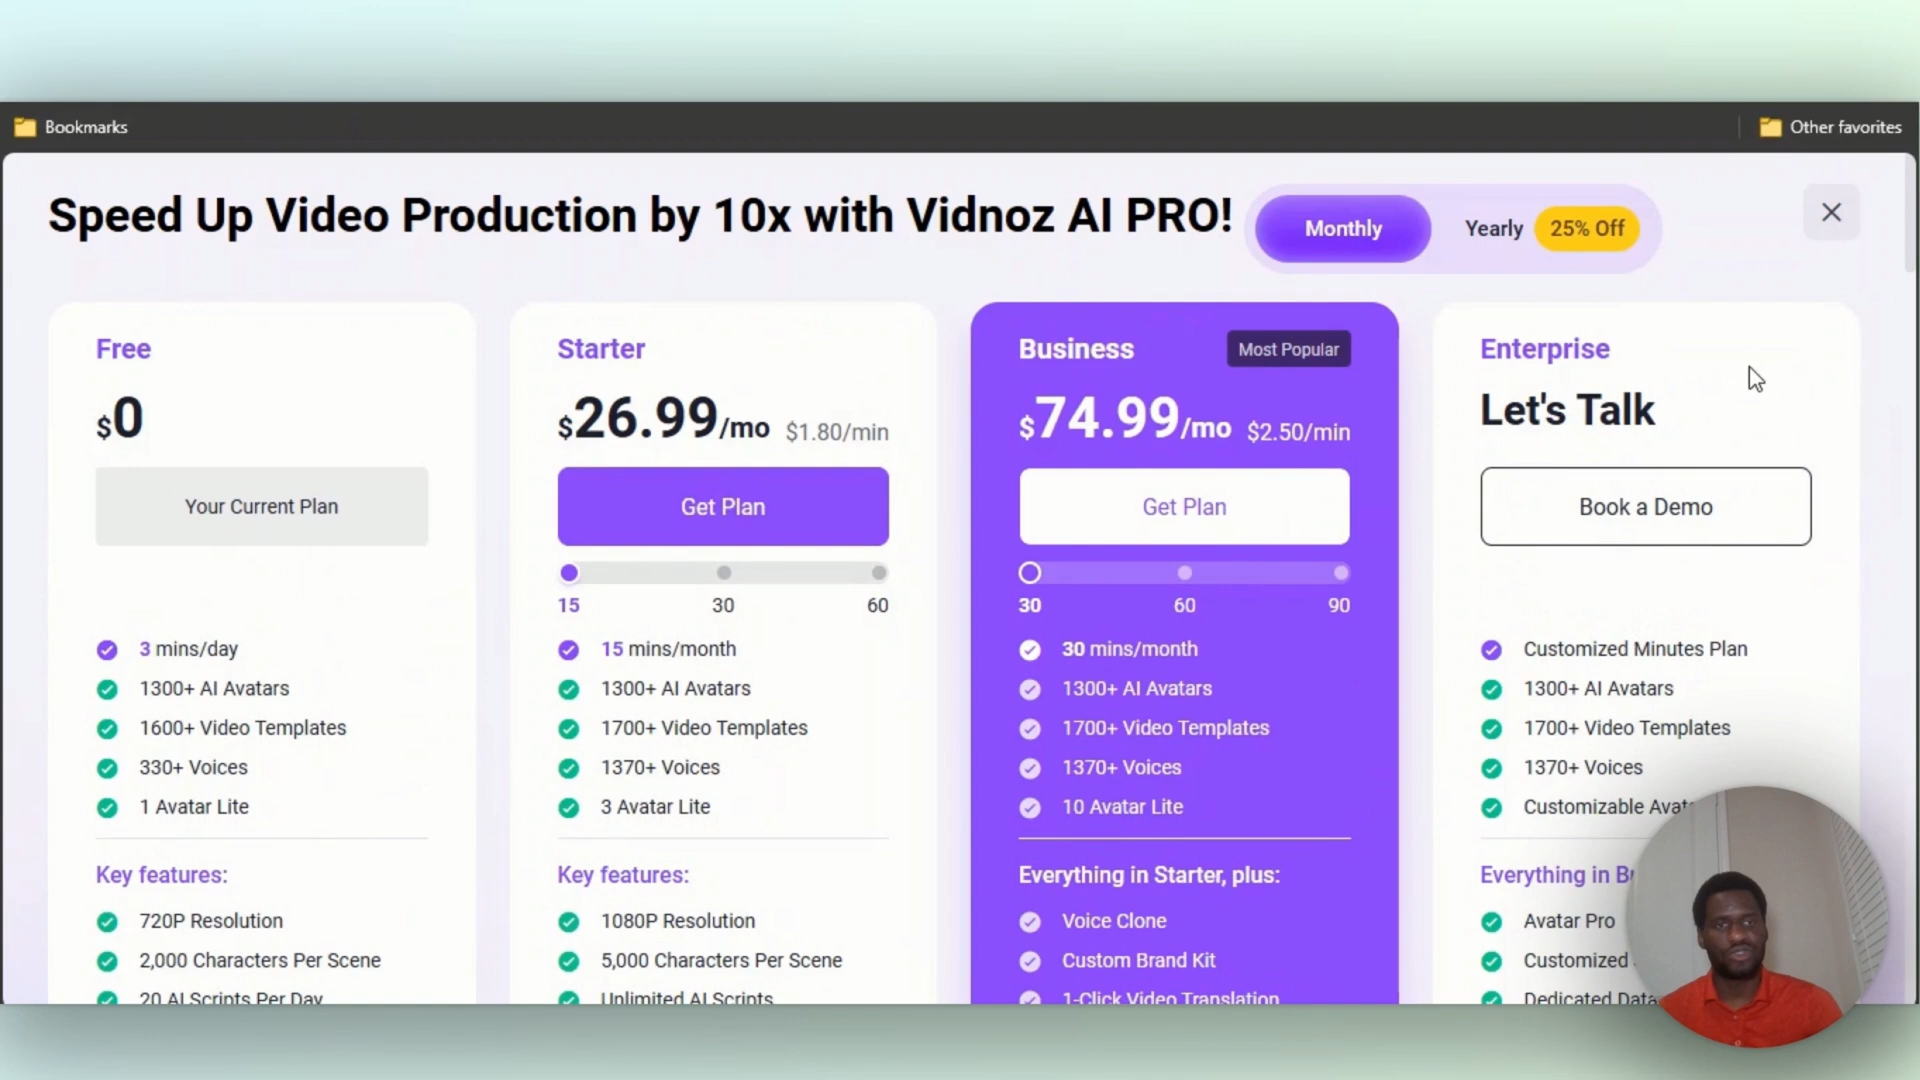 Bookmarks
Other favorites
Speed Up Video Production by 10x with Vidnoz AI PRO!
Monthly
Yearly 25% Off
Free
$0
Your Current Plan
3 mins/day
1300+ AI Avatars
1600+ Video Templates
330+ Voices
1 Avatar Lite
Key features:
720P Resolution
2,000 Characters Per Scene
20 AI Scripts Per Day
Starter
$26.99/mo $1.80/min
Get Plan
15 30 60
15 mins/month
1300+ AI Avatars
1700+ Video Templates
1370+ Voices
3 Avatar Lite
Key features:
1080P Resolution
5,000 Characters Per Scene
Unlimited AI Scripts
Business
Most Popular
$74.99/mo $2.50/min
Get Plan
30 60 90
30 mins/month
1300+ AI Avatars
1700+ Video Templates
1370+ Voices
10 Avatar Lite
Everything in Starter, plus:
Voice Clone
Custom Brand Kit
1-Click Video Translation
Enterprise
Let's Talk
Book a Demo
Customized Minutes Plan
1300+ AI Avatars
1700+ Video Templates
1370+ Voices
Customizable
Everything in
Avatar Pro
Customized
Dedicated